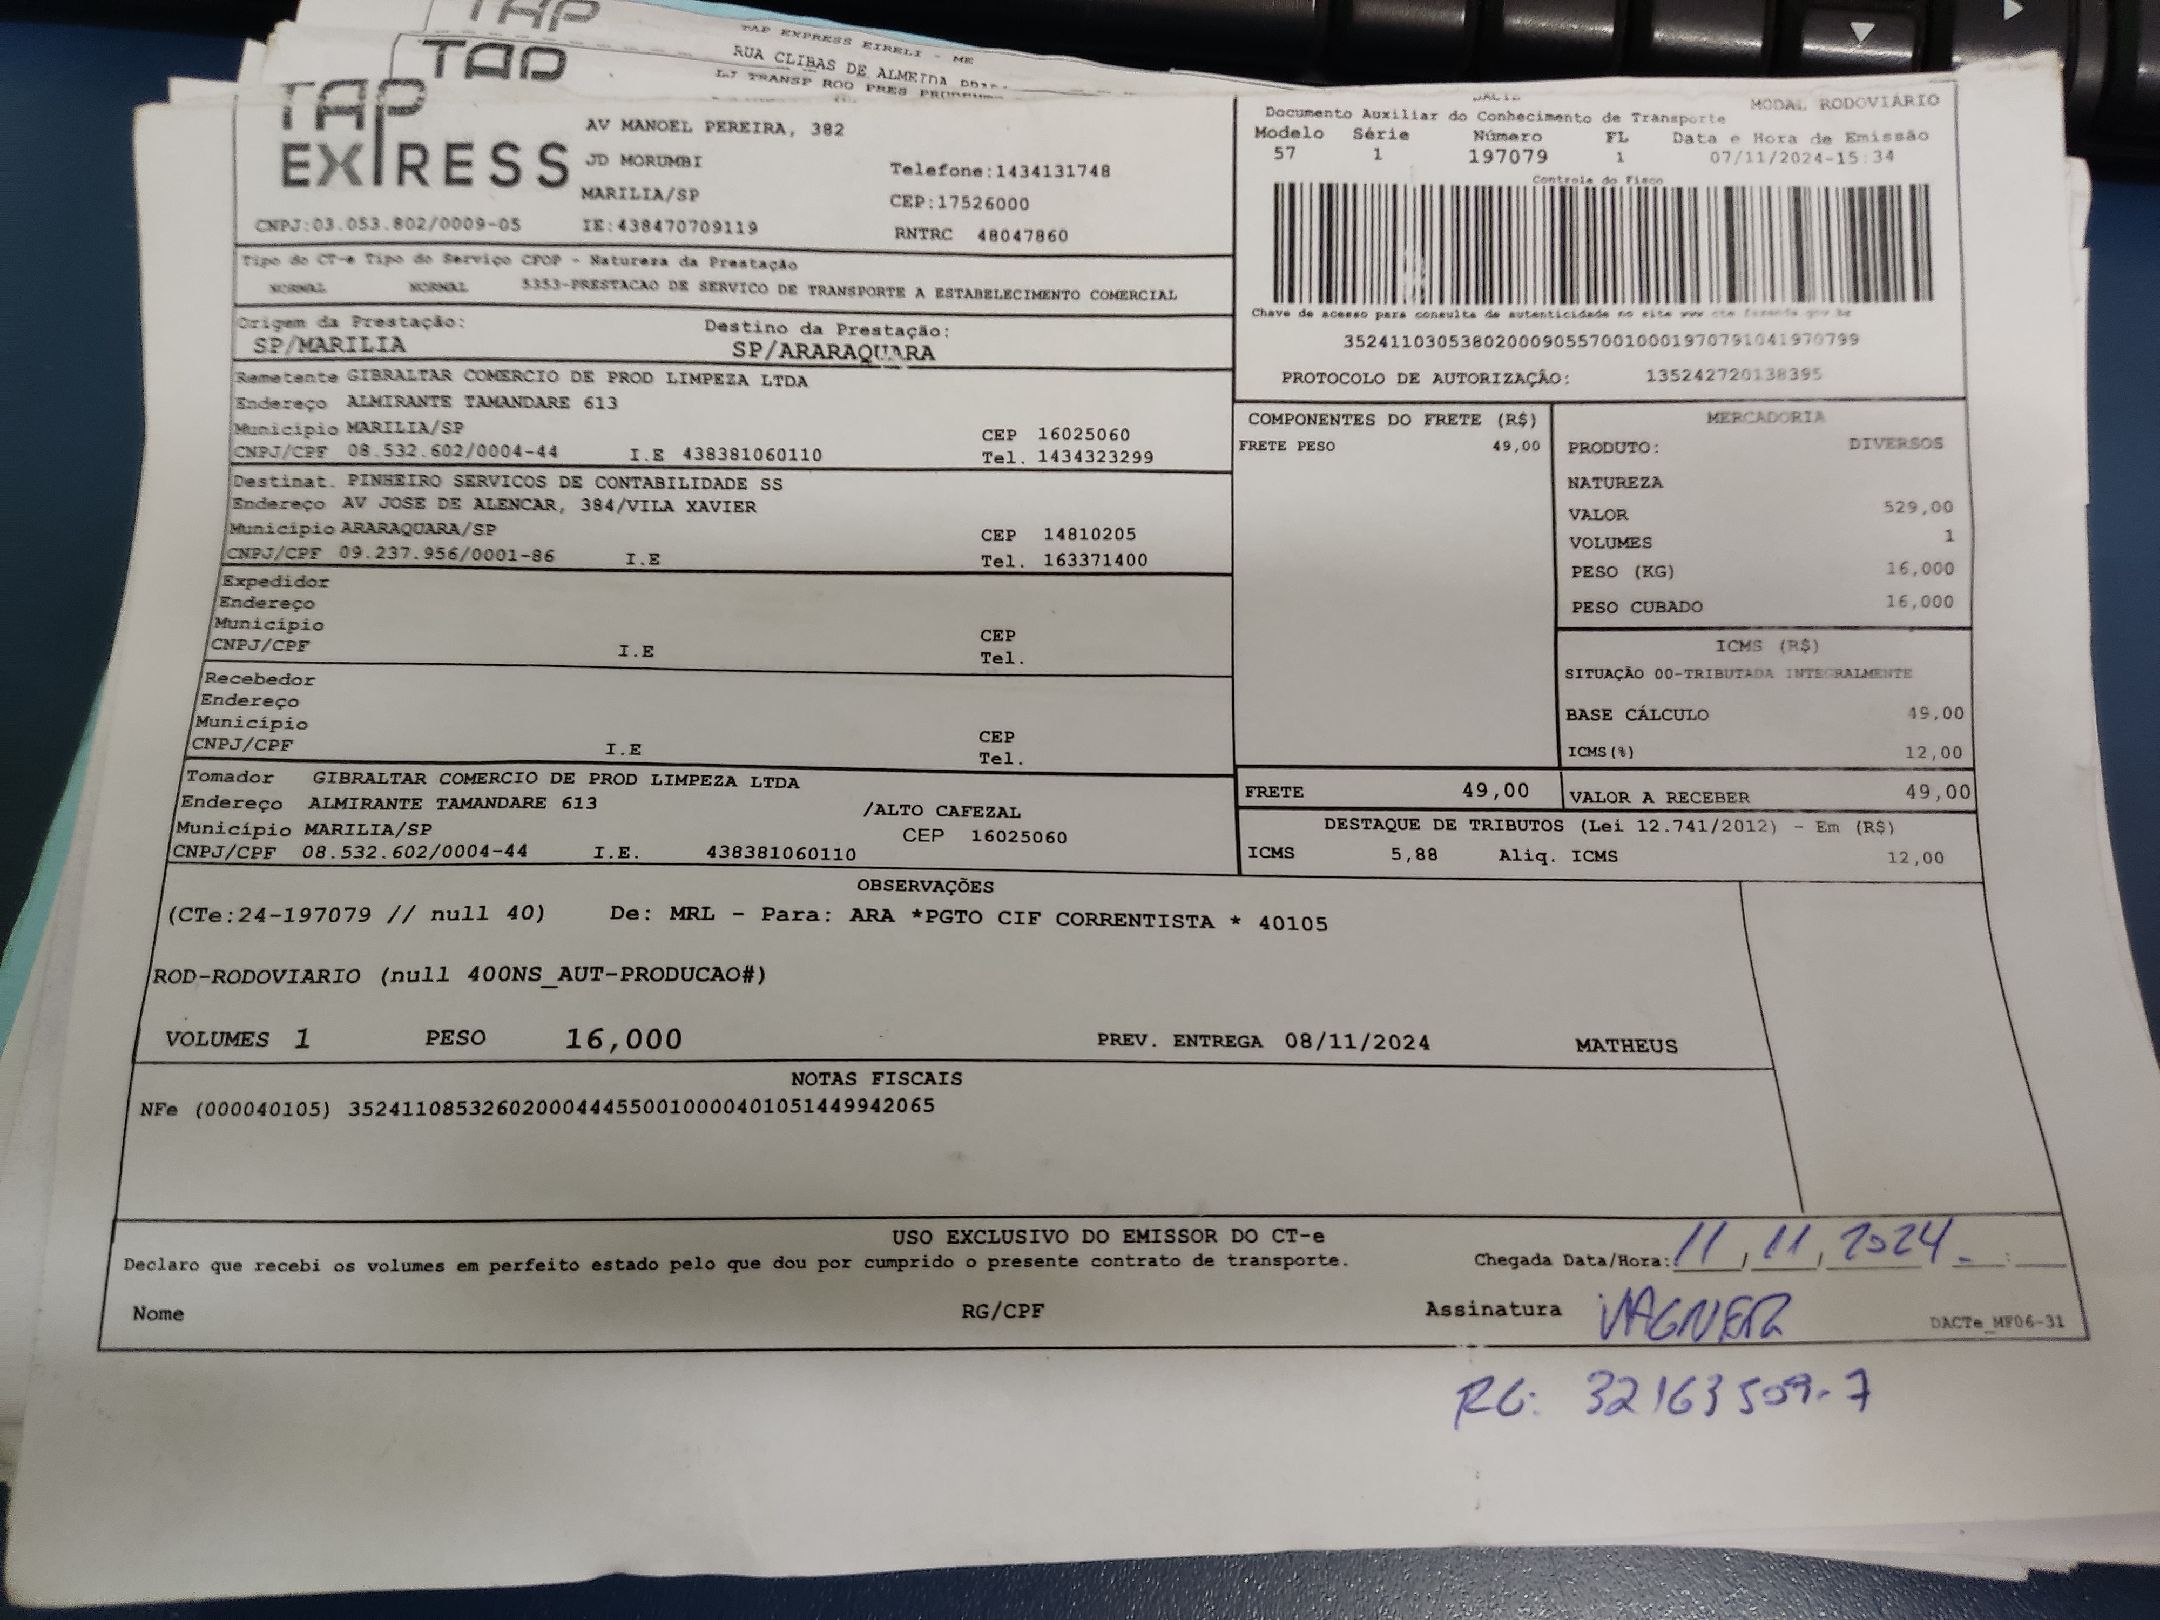 TAP EXPRESS EIRELI - ME
RUA CLIBAS DE ALMEIDA
LJ TRANSP ROD PRES
TAP
EXPRESS
AV MANOEL PEREIRA, 382
JD MORUMBI
Telefone:1434131748
MARILIA/SP
CEP:17526000
CNPJ:03.053.802/0009-05 IE:438470709119
RNTRC 48047860
MODAL RODOVIÁRIO
Documento Auxiliar do Conhecimento de Transporte
Modelo Série Número FL Data e Hora de Emissão
57 1 197079 1 07/11/2024-15:34
Controle do Fisco
Chave de acesso para consulta de autenticidade no site www cte fazenda gov br
35241103053802000905570010001970791041970799
PROTOCOLO DE AUTORIZAÇÃO: 135242720138395
Tipo do CT-e Tipo do Serviço CFOP - Natureza da Prestação
NORMAL NORMAL 5353-PRESTACAO DE SERVICO DE TRANSPORTE A ESTABELECIMENTO COMERCIAL
Origem da Prestação: Destino da Prestação:
SP/MARILIA SP/ARARAQUARA
Remetente GIBRALTAR COMERCIO DE PROD LIMPEZA LTDA
Endereço ALMIRANTE TAMANDARE 613
Município MARILIA/SP CEP 16025060
CNPJ/CPF 08.532.602/0004-44 I.E 438381060110 Tel. 1434323299
Destinat. PINHEIRO SERVICOS DE CONTABILIDADE SS
Endereço AV JOSE DE ALENCAR, 384/VILA XAVIER
Município ARARAQUARA/SP CEP 14810205
CNPJ/CPF 09.237.956/0001-86 I.E Tel. 163371400
Expedidor
Endereço
Município CEP
CNPJ/CPF I.E Tel.
Recebedor
Endereço
Município CEP
CNPJ/CPF I.E Tel.
Tomador GIBRALTAR COMERCIO DE PROD LIMPEZA LTDA
Endereço ALMIRANTE TAMANDARE 613 /ALTO CAFEZAL
Município MARILIA/SP CEP 16025060
CNPJ/CPF 08.532.602/0004-44 I.E. 438381060110
COMPONENTES DO FRETE (R$)
FRETE PESO 49,00
MERCADORIA
PRODUTO: DIVERSOS
NATUREZA
VALOR 529,00
VOLUMES 1
PESO (KG) 16,000
PESO CUBADO 16,000
ICMS (R$)
SITUAÇÃO 00-TRIBUTADA INTEGRALMENTE
BASE CÁLCULO 49,00
ICMS(%) 12,00
FRETE 49,00 VALOR A RECEBER 49,00
DESTAQUE DE TRIBUTOS (Lei 12.741/2012) - Em (R$)
ICMS 5,88 Aliq. ICMS 12,00
OBSERVAÇÕES
(CTe:24-197079 // null 40) De: MRL - Para: ARA *PGTO CIF CORRENTISTA * 40105
ROD-RODOVIARIO (null 400NS_AUT-PRODUCAO#)
VOLUMES 1 PESO 16,000 PREV. ENTREGA 08/11/2024 MATHEUS
NOTAS FISCAIS
NFe (000040105) 35241108532602000444550010000401051449942065
USO EXCLUSIVO DO EMISSOR DO CT-e
Declaro que recebi os volumes em perfeito estado pelo que dou por cumprido o presente contrato de transporte. Chegada Data/Hora: 11/11/2024
Nome RG/CPF Assinatura VAGNER DACTe_MF06-31
RG: 32163509-7